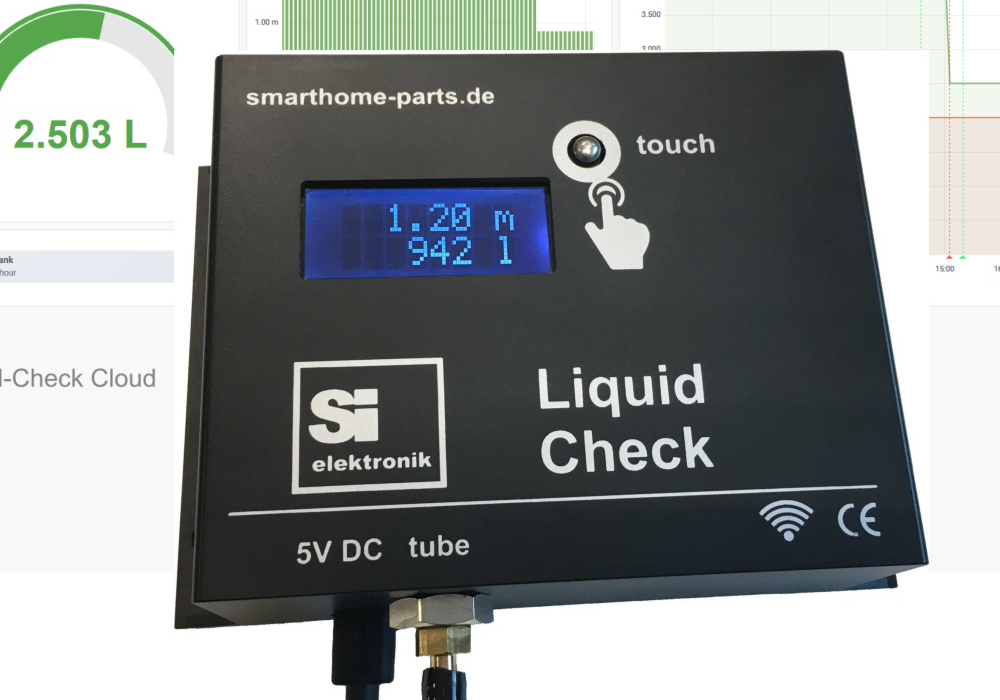 1.00 m
3.500
3.000
2.503 L
smarthome-parts.de
touch
1.20 m
942 l
ank
hour
15:00
l-Check Cloud
Si
elektronik
Liquid
Check
5V DC tube
CE